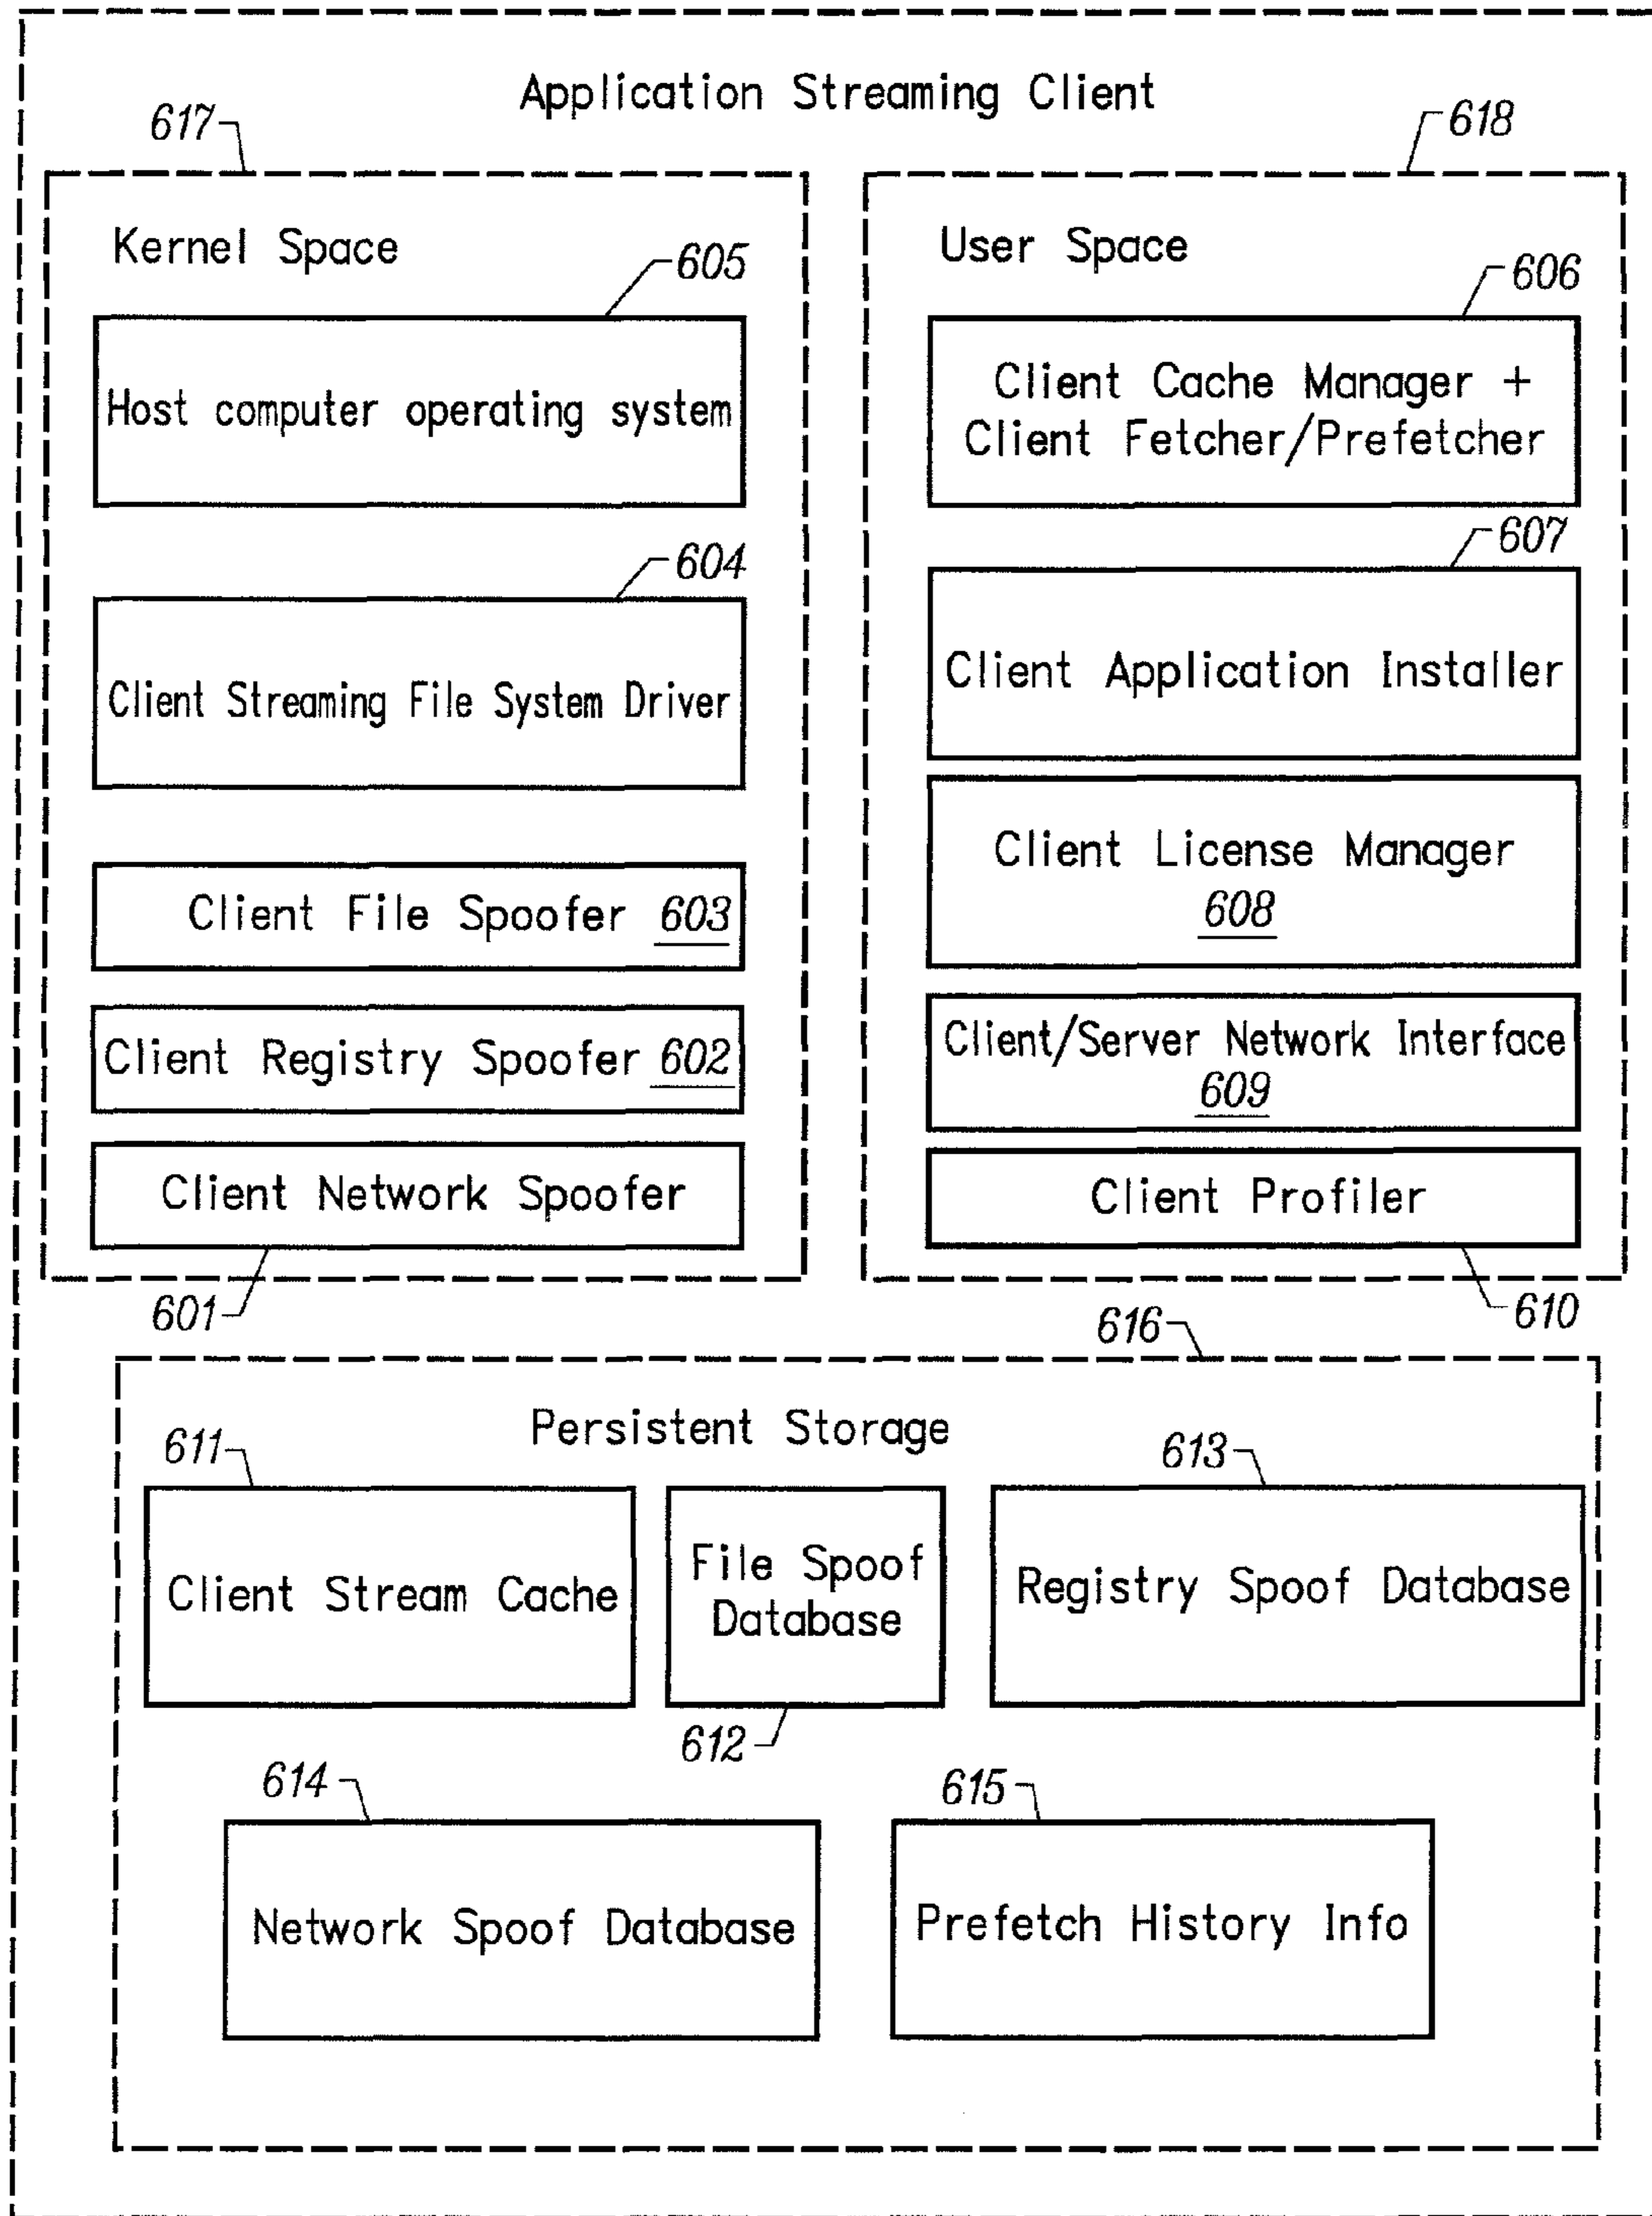 Application Streaming Client
617
618
Kernel Space
605
Host computer operating system
604
Client Streaming File System Driver
Client File Spoofer 603
Client Registry Spoofer 602
Client Network Spoofer
601
User Space
606
Client Cache Manager +
Client Fetcher/Prefetcher
607
Client Application Installer
Client License Manager
608
Client/Server Network Interface
609
Client Profiler
610
616
Persistent Storage
611
Client Stream Cache
File Spoof
Database
612
613
Registry Spoof Database
614
Network Spoof Database
615
Prefetch History Info